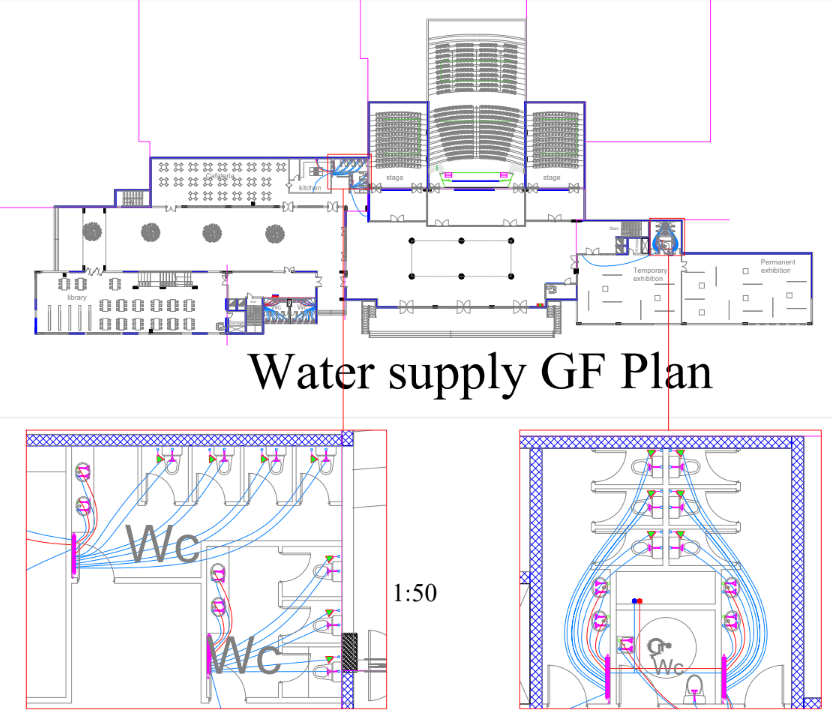 Cafeteria
kitchen
stage
stage
library
Temporary
exhibition
Permanent
exhibition
Water supply GF Plan
Wc
Wc
1:50
Wc